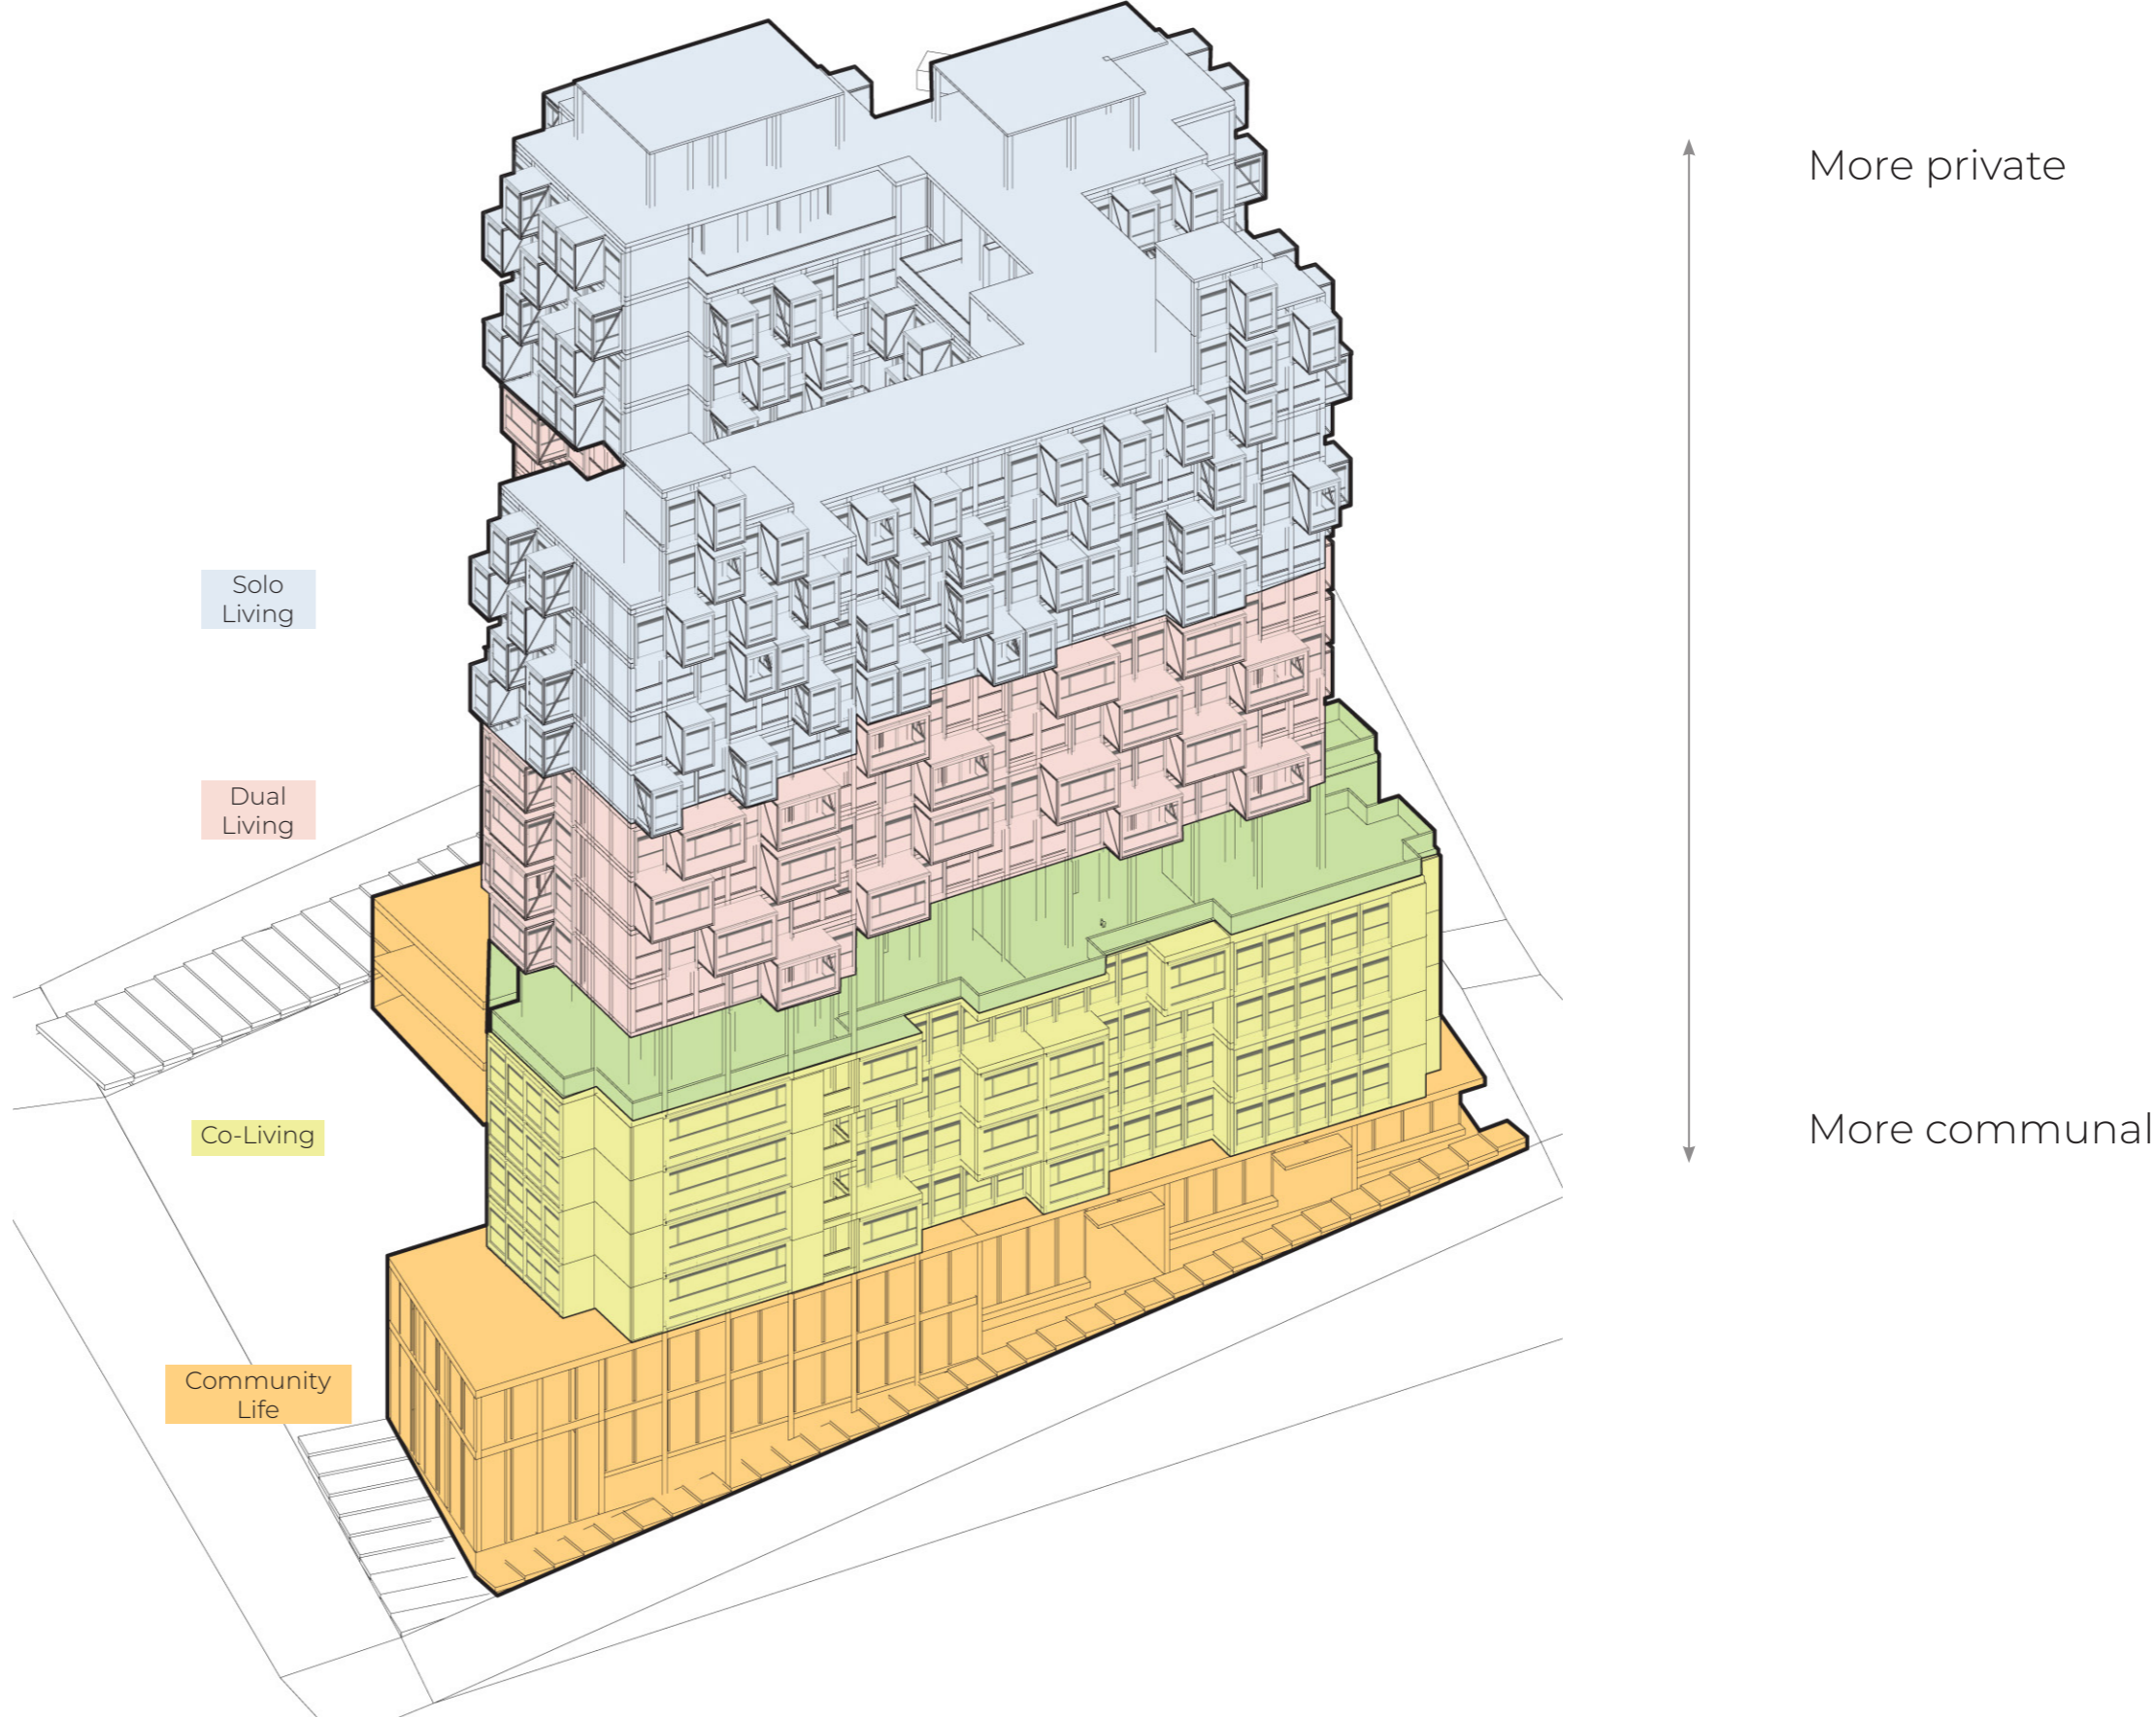 More private
Solo
Living
Dual
Living
Co-Living
More communal
Community
Life